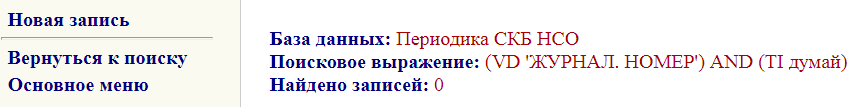 Новая запись
Вернуться к поиску
Основное меню
База данных: Периодика СКБ НСО
Поисковое выражение: (VD 'ЖУРНАЛ. НОМЕР') AND (TI думай)
Найдено записей: 0